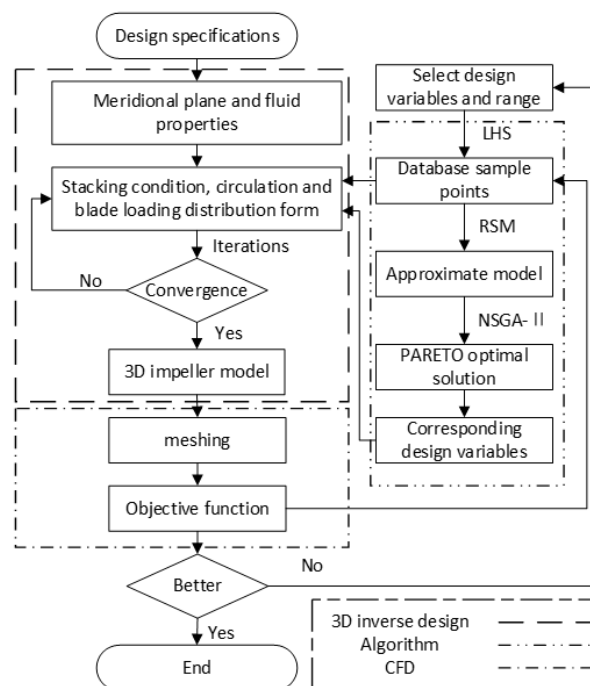 Design specifications
Meridional plane and fluid
properties
Stacking condition, circulation and
blade loading distribution form
Iterations
No
Convergence
Yes
3D impeller model
meshing
Objective function
Better
No
Yes
End
Select design
variables and range
LHS
Database sample
points
RSM
Approximate model
NSGA-II
PARETO optimal
solution
Corresponding
design variables
3D inverse design
Algorithm
CFD